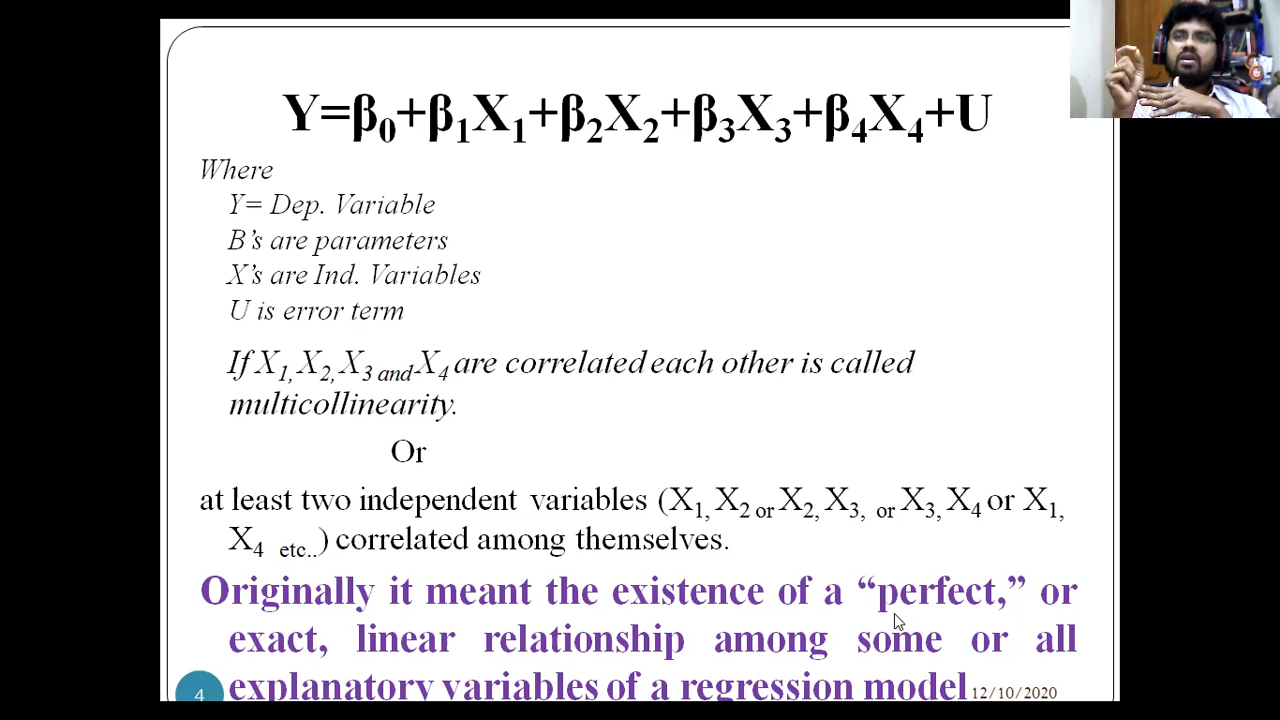 Y=β₀+β₁X₁+β₂X₂+β₃X₃+β₄X₄+U
Where
Y= Dep. Variable
B's are parameters
X's are Ind. Variables
U is error term
If X₁, X₂, X₃ and X₄ are correlated each other is called
multicollinearity.
Or
at least two independent variables (X₁, X₂ or X₂, X₃, or X₃, X₄ or X₁,
X₄ etc..) correlated among themselves.
Originally it meant the existence of a “perfect,” or
exact, linear relationship among some or all
explanatory variables of a regression model
4
12/10/2020